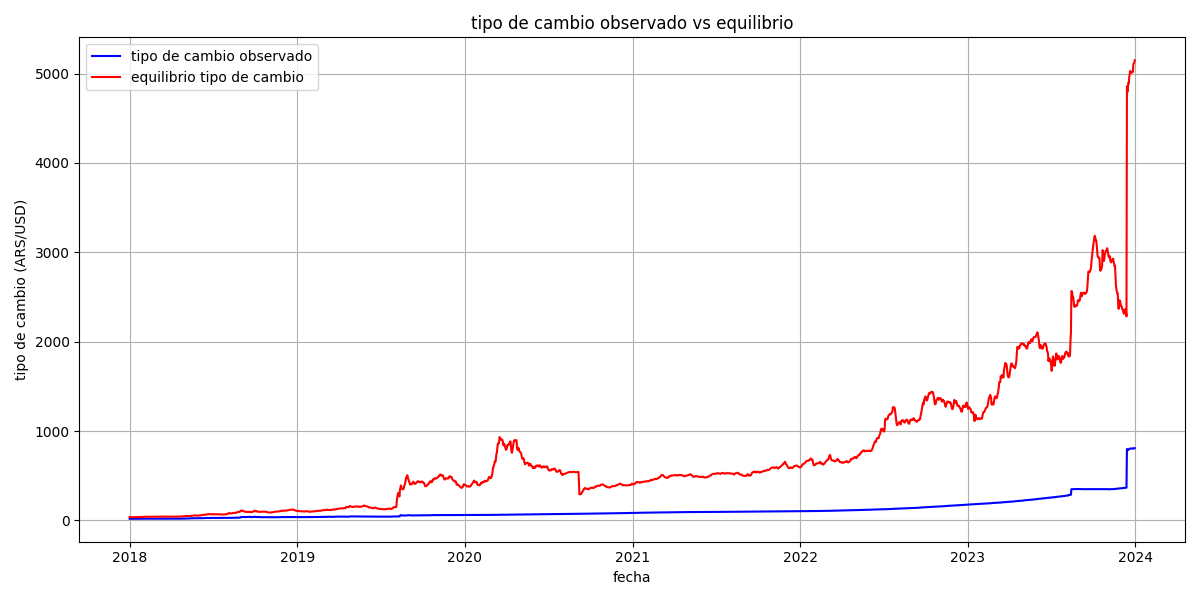 tipo de cambio observado vs equilibrio
tipo de cambio observado
equilibrio tipo de cambio
tipo de cambio (ARS/USD)
5000
4000
3000
2000
1000
0
2018 2019 2020 2021 2022 2023 2024
fecha